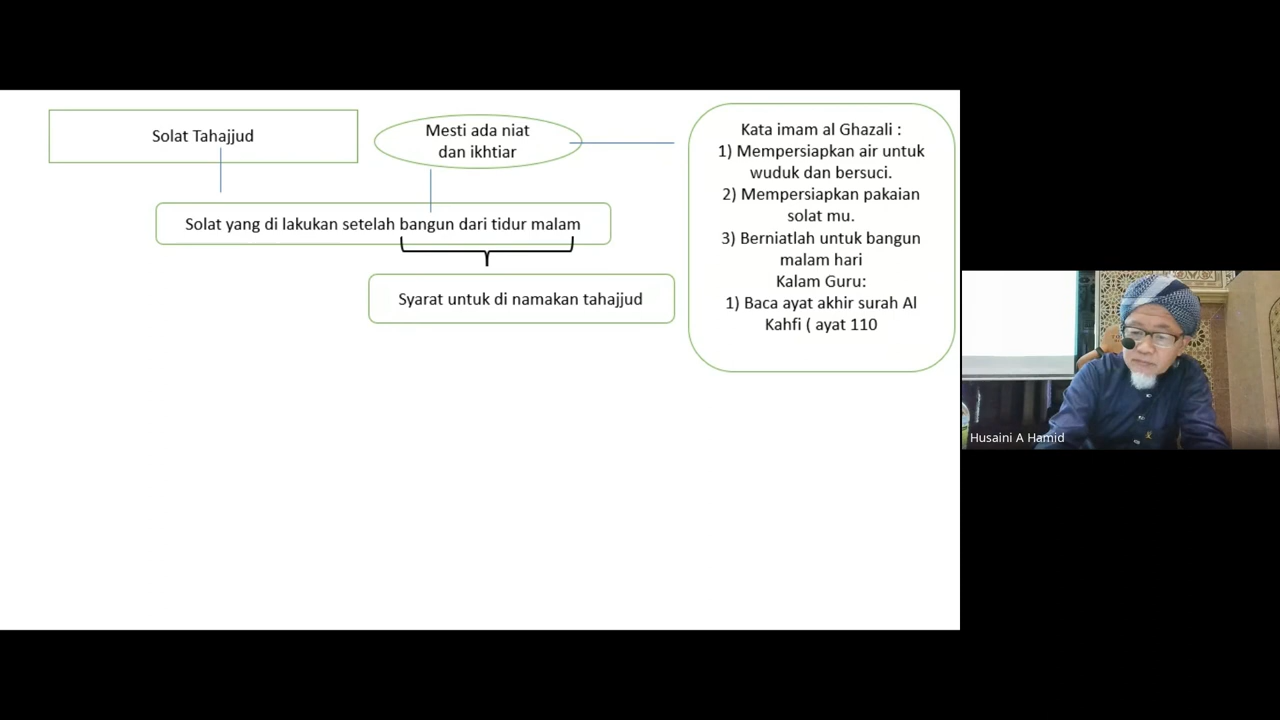 Solat Tahajjud
Mesti ada niat
dan ikhtiar
Solat yang di lakukan setelah bangun dari tidur malam
Syarat untuk di namakan tahajjud
Kata imam al Ghazali :
1) Mempersiapkan air untuk
wuduk dan bersuci.
2) Mempersiapkan pakaian
solat mu.
3) Berniatlah untuk bangun
malam hari
Kalam Guru:
1) Baca ayat akhir surah Al
Kahfi ( ayat 110
Husaini A Hamid